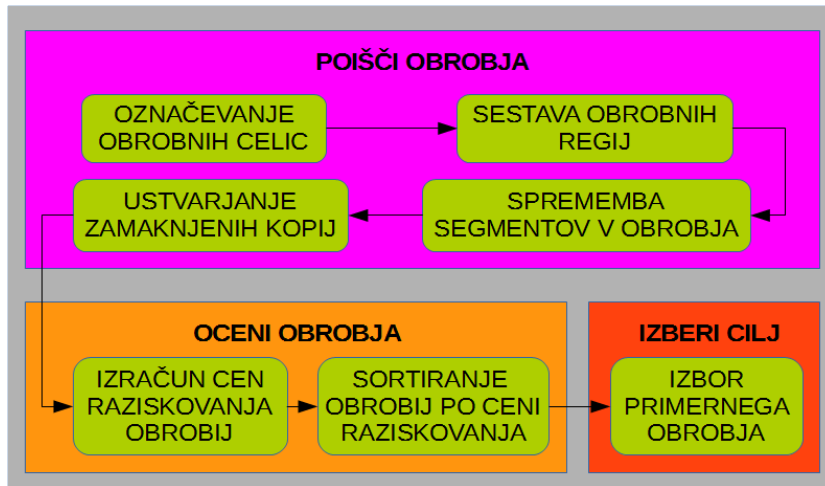 POIŠČI OBROBJA
OZNAČEVANJE
OBROBNIH CELIC
SESTAVA OBROBNIH
REGIJ
USTVARJANJE
ZAMAKNJENIH KOPIJ
SPREMEMBA
SEGMENTOV V OBROBJA
OCENI OBROBJA
IZRAČUN CEN
RAZISKOVANJA
OBROBIJ
SORTIRANJE
OBROBIJ PO CENI
RAZISKOVANJA
IZBERI CILJ
IZBOR
PRIMERNEGA
OBROBJA